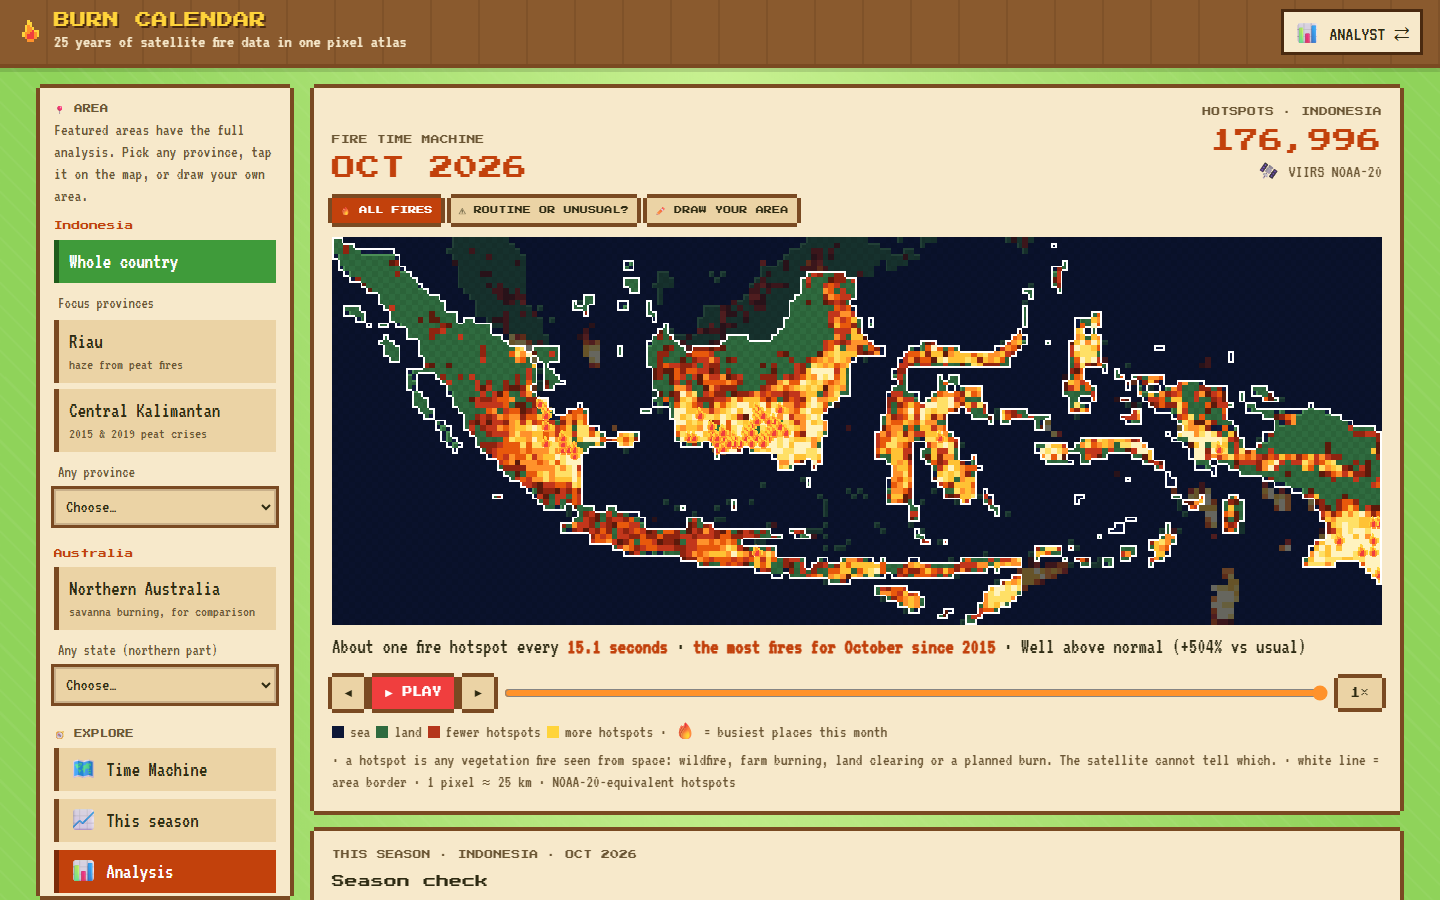 BURN CALENDAR
25 years of satellite fire data in one pixel atlas
ANALYST ⇄
AREA
Featured areas have the full
analysis. Pick any province, tap
it on the map, or draw your own
area.
Indonesia
Whole country
Focus provinces
Riau
haze from peat fires
Central Kalimantan
2015 & 2019 peat crises
Any province
Choose…
Australia
Northern Australia
savanna burning, for comparison
Any state (northern part)
Choose…
EXPLORE
Time Machine
This season
Analysis
FIRE TIME MACHINE
OCT 2026
HOTSPOTS · INDONESIA
176,996
VIIRS NOAA-20
ALL FIRES
⚠ ROUTINE OR UNUSUAL?
DRAW YOUR AREA
About one fire hotspot every 15.1 seconds · the most fires for October since 2015 · Well above normal (+504% vs usual)
◀ ▶ PLAY ▶ 1×
sea land fewer hotspots more hotspots · = busiest places this month
· a hotspot is any vegetation fire seen from space: wildfire, farm burning, land clearing or a planned burn. The satellite cannot tell which. · white line =
area border · 1 pixel ≈ 25 km · NOAA-20-equivalent hotspots
THIS SEASON · INDONESIA · OCT 2026
Season check